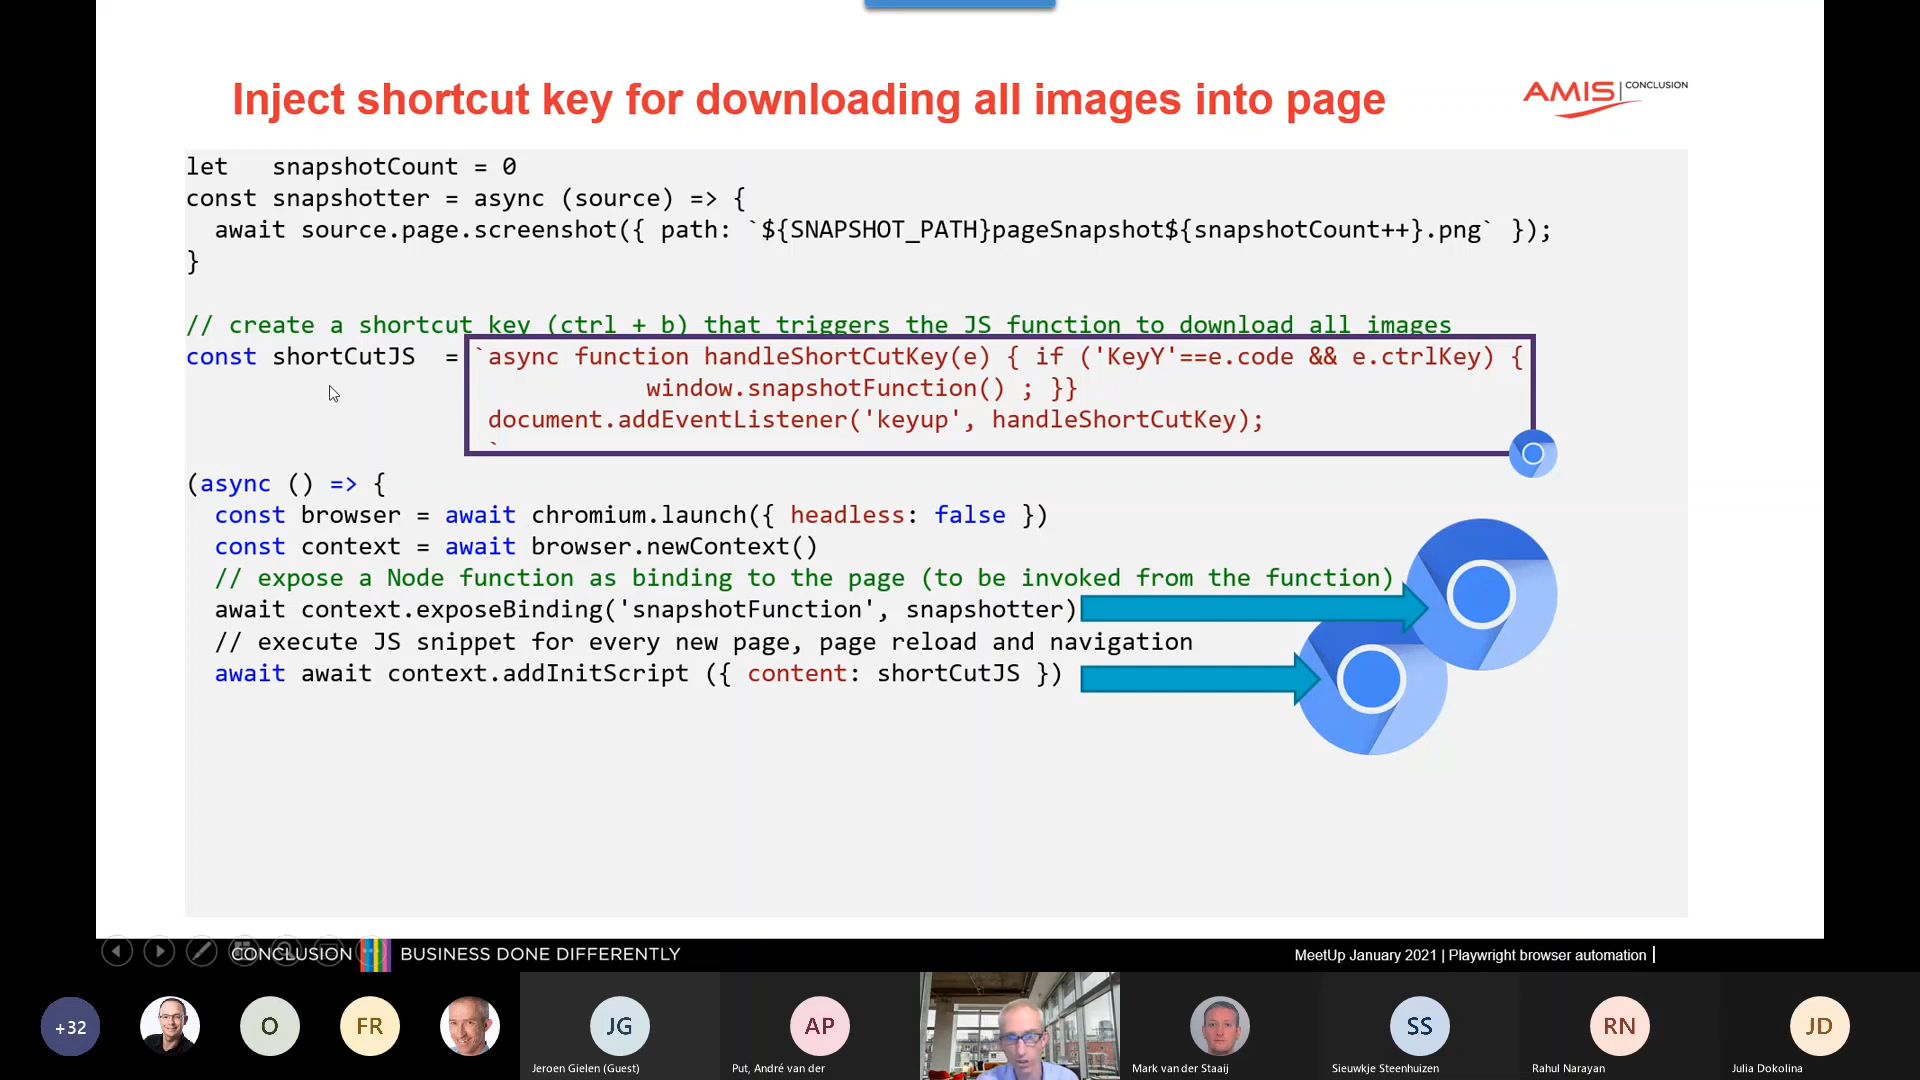 Inject shortcut key for downloading all images into page
AMIS | CONCLUSION
let   snapshotCount = 0
const snapshotter = async (source) => {
  await source.page.screenshot({ path: `${SNAPSHOT_PATH}pageSnapshot${snapshotCount++}.png` });
}
// create a shortcut key (ctrl + b) that triggers the JS function to download all images
const shortCutJS  = `async function handleShortCutKey(e) { if ('KeyY'==e.code && e.ctrlKey) {
window.snapshotFunction() ; }}
document.addEventListener('keyup', handleShortCutKey);
`
(async () => {
  const browser = await chromium.launch({ headless: false })
  const context = await browser.newContext()
  // expose a Node function as binding to the page (to be invoked from the function)
  await context.exposeBinding('snapshotFunction', snapshotter)
  // execute JS snippet for every new page, page reload and navigation
  await await context.addInitScript ({ content: shortCutJS })
CONCLUSION BUSINESS DONE DIFFERENTLY
MeetUp January 2021 | Playwright browser automation |
+32
O
FR
JG
AP
SS
RN
JD
Jeroen Gielen (Guest)
Put, André van der
Mark van der Staaij
Sieuwkje Steenhuizen
Rahul Narayan
Julia Dokolina